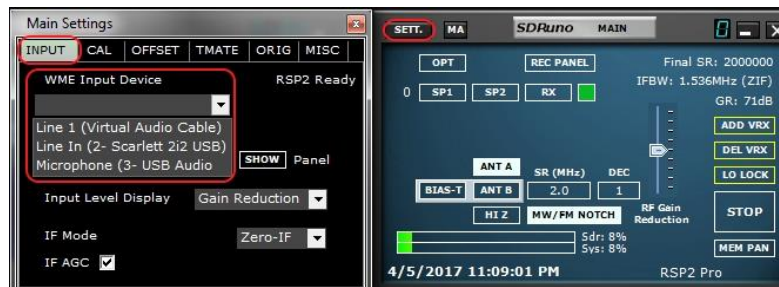 Main Settings
x
INPUT CAL OFFSET TMATE ORIG MISC
WME Input Device RSP2 Ready
Line 1 (Virtual Audio Cable)
Line In (2- Scarlett 2i2 USB)
Microphone (3- USB Audio
SHOW Panel
Input Level Display Gain Reduction
IF Mode Zero-IF
IF AGC
SETT. MA SDRuno MAIN
OPT REC PANEL Final SR: 2000000
IFBW: 1.536MHz (ZIF)
0 SP1 SP2 RX GR: 71dB
ADD VRX
DEL VRX
ANT A SR (MHz) DEC LO LOCK
BIAS-T ANT B 2.0 1
HI Z MW/FM NOTCH RF Gain Reduction STOP
Sdr: 8%
Sys: 8% MEM PAN
4/5/2017 11:09:01 PM RSP2 Pro